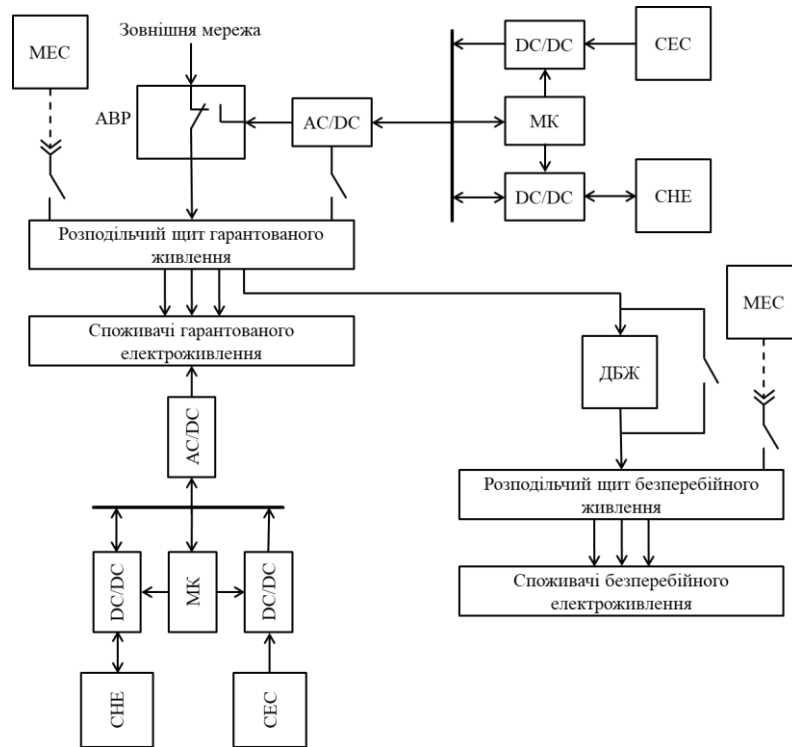 Зовнішня мережа
МЕС
АВР
AC/DC
DC/DC
СЕС
МК
DC/DC
СНЕ
Розподільчий щит гарантованого
живлення
Споживачі гарантованого
електроживлення
МЕС
ДБЖ
AC/DC
Розподільчий щит безперебійного
живлення
Споживачі безперебійного
електроживлення
DC/DC
МК
DC/DC
СНЕ
СЕС